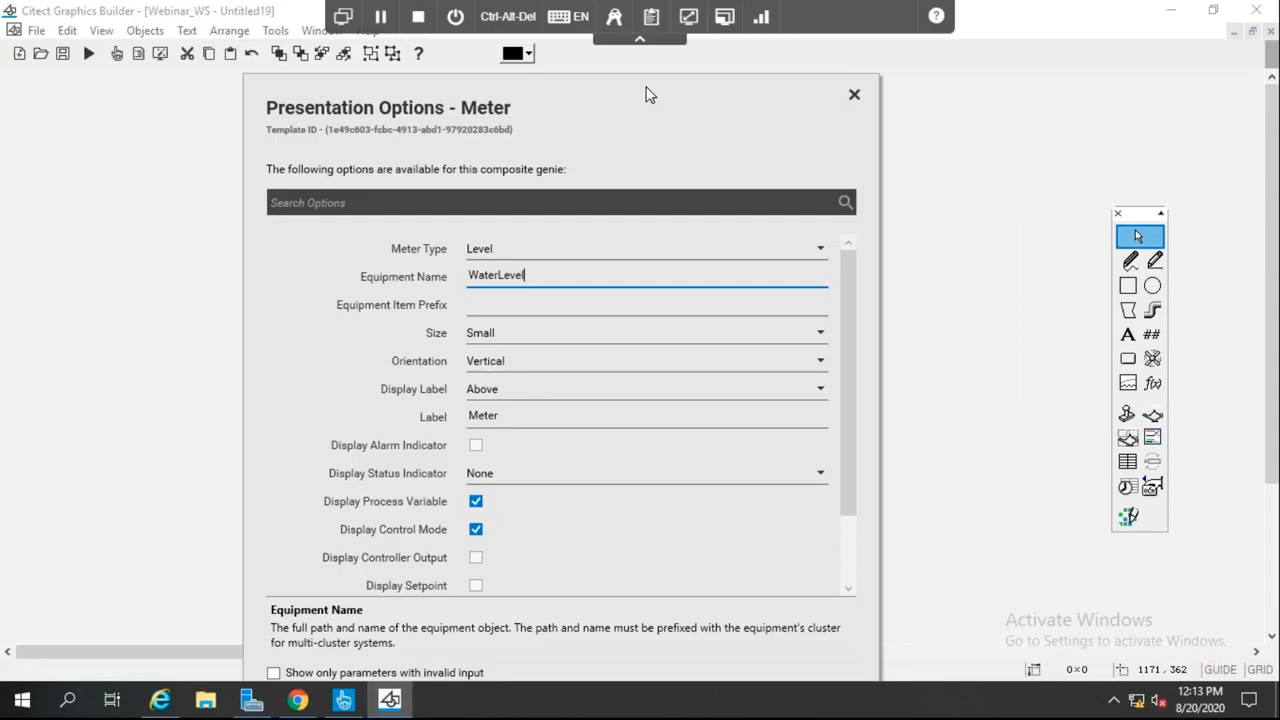 Citect Graphics Builder - [Webinar_WS - Untitled19]
Ctrl-Alt-Del
EN
File Edit View Objects Text Arrange Tools
Presentation Options - Meter
Template ID - {1e49c603-fcbc-4913-abd1-97920283c6bd}
The following options are available for this composite genie:
Search Options
Meter Type Level
Equipment Name WaterLevel
Equipment Item Prefix
Size Small
Orientation Vertical
Display Label Above
Label Meter
Display Alarm Indicator
Display Status Indicator None
Display Process Variable
Display Control Mode
Display Controller Output
Display Setpoint
Equipment Name
The full path and name of the equipment object. The path and name must be prefixed with the equipment's cluster
for multi-cluster systems.
Show only parameters with invalid input
A ##
f(x)
Activate Windows
Go to Settings to activate Windows.
0×0 1171 , 362 GUIDE GRID
12:13 PM
8/20/2020